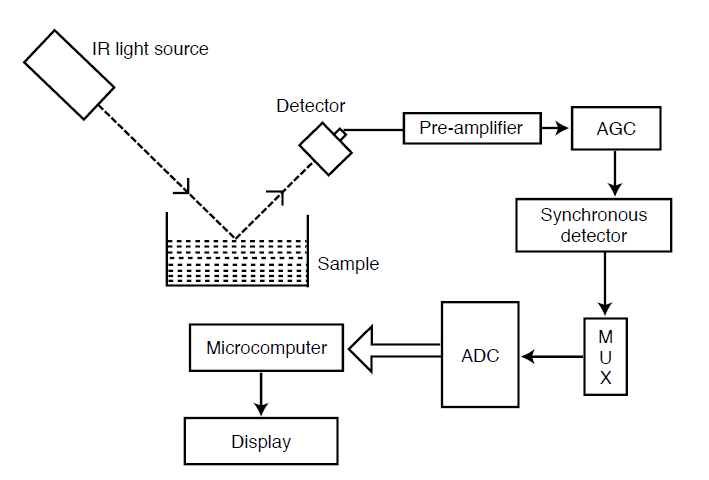 IR light source
Detector
Pre-amplifier
AGC
Synchronous
detector
Sample
M
U
X
ADC
Microcomputer
Display